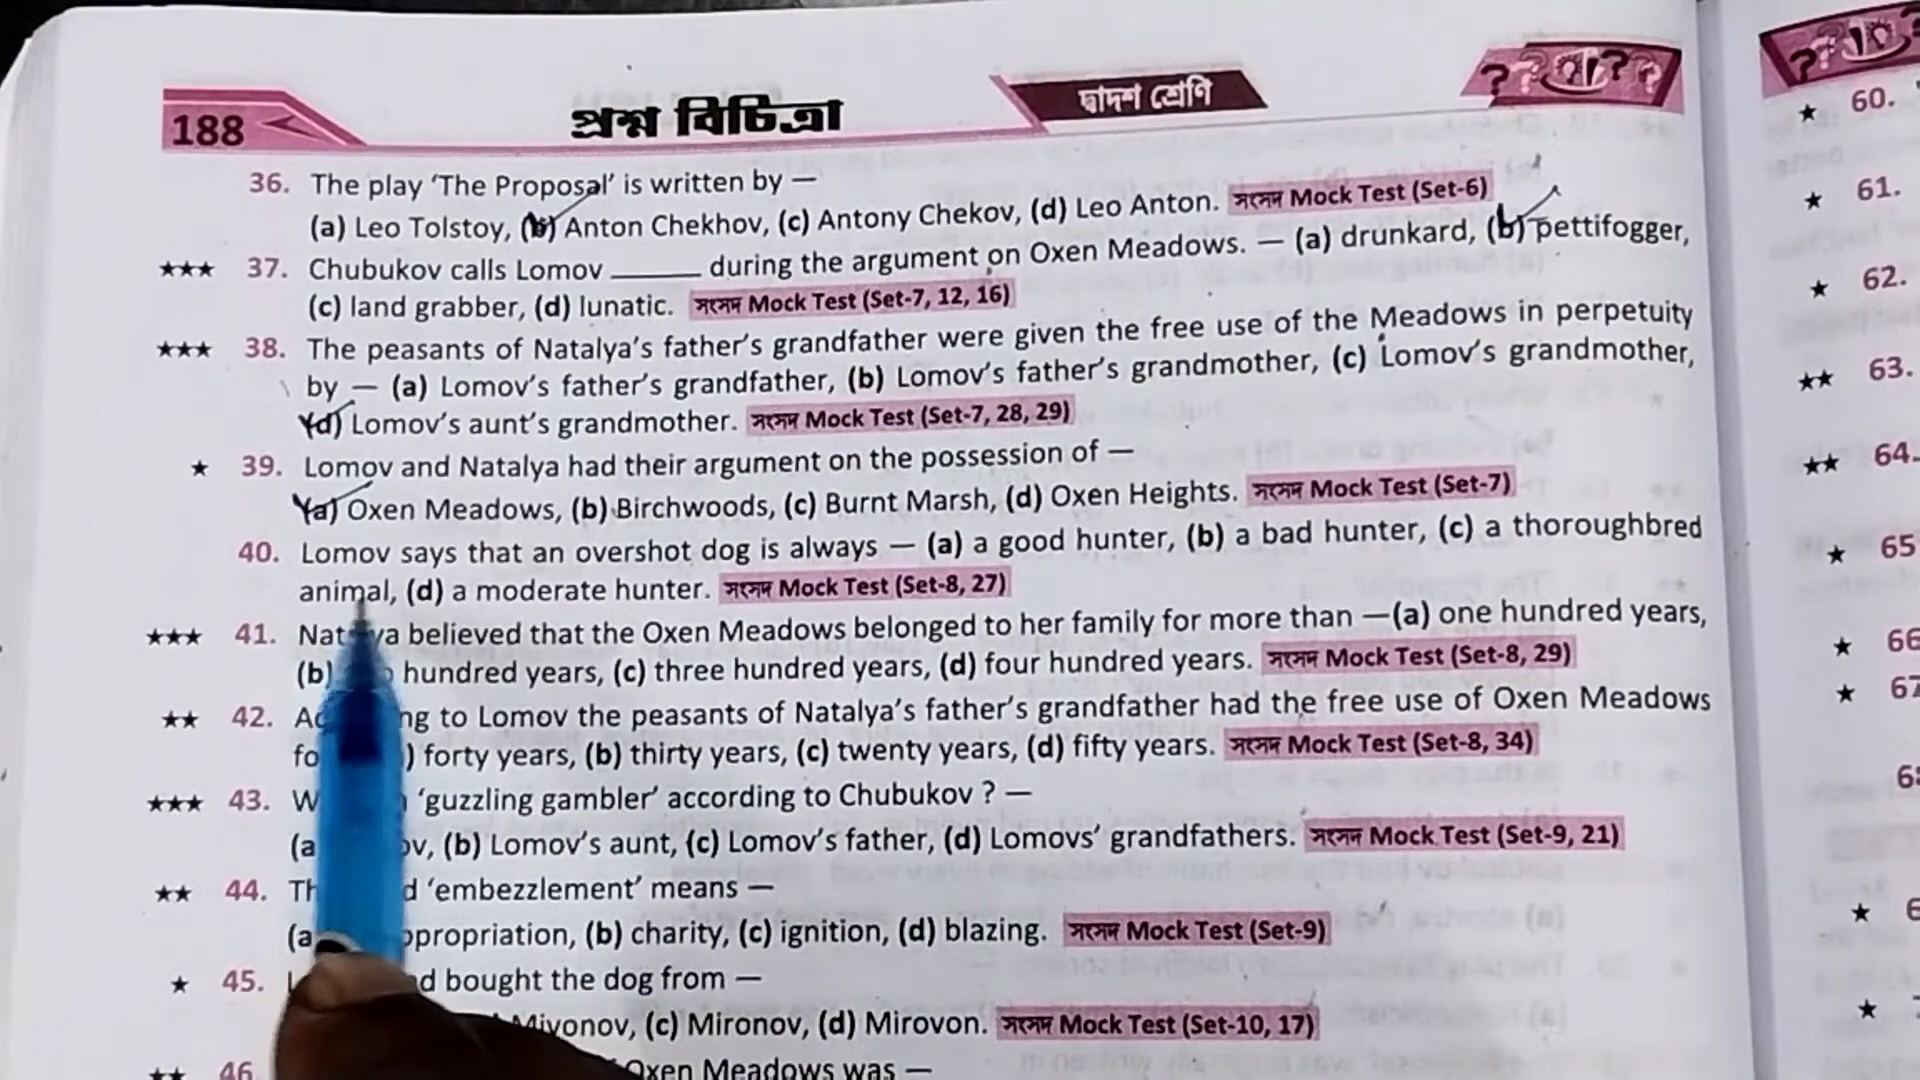 188
প্রশ্ন বিচিত্রা
দ্বাদশ শ্রেণি
36. The play ‘The Proposal’ is written by —
(a) Leo Tolstoy, (b) Anton Chekhov, (c) Antony Chekov, (d) Leo Anton. সংসদ Mock Test (Set-6)
★★★ 37. Chubukov calls Lomov ______ during the argument on Oxen Meadows. — (a) drunkard, (b) pettifogger,
(c) land grabber, (d) lunatic. সংসদ Mock Test (Set-7, 12, 16)
★★★ 38. The peasants of Natalya’s father’s grandfather were given the free use of the Meadows in perpetuity
by — (a) Lomov’s father’s grandfather, (b) Lomov’s father’s grandmother, (c) Lomov’s grandmother,
(d) Lomov’s aunt’s grandmother. সংসদ Mock Test (Set-7, 28, 29)
★ 39. Lomov and Natalya had their argument on the possession of —
(a) Oxen Meadows, (b) Birchwoods, (c) Burnt Marsh, (d) Oxen Heights. সংসদ Mock Test (Set-7)
40. Lomov says that an overshot dog is always — (a) a good hunter, (b) a bad hunter, (c) a thoroughbred
animal, (d) a moderate hunter. সংসদ Mock Test (Set-8, 27)
★★★ 41. believed that the Oxen Meadows belonged to her family for more than —(a) one hundred years,
(b) hundred years, (c) three hundred years, (d) four hundred years. সংসদ Mock Test (Set-8, 29)
★★ 42. to Lomov the peasants of Natalya’s father’s grandfather had the free use of Oxen Meadows
forty years, (b) thirty years, (c) twenty years, (d) fifty years. সংসদ Mock Test (Set-8, 34)
★★★ 43. ‘guzzling gambler’ according to Chubukov ? —
(b) Lomov’s aunt, (c) Lomov’s father, (d) Lomovs’ grandfathers. সংসদ Mock Test (Set-9, 21)
★★ 44. ‘embezzlement’ means —
(b) charity, (c) ignition, (d) blazing. সংসদ Mock Test (Set-9)
★ 45. bought the dog from —
Mivonov, (c) Mironov, (d) Mirovon. সংসদ Mock Test (Set-10, 17)
★★ 46. Oxen Meadows was —
★ 60.
★ 61.
★ 62.
★★ 63.
★★ 64.
★ 65
★ 66
★ 67